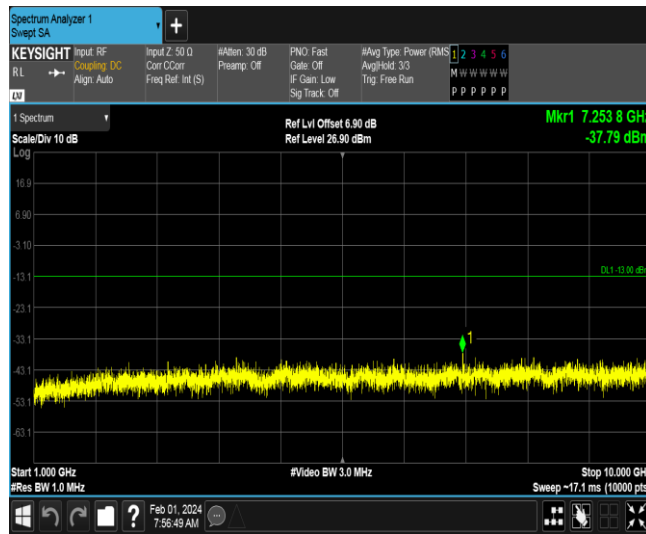 Spectrum Analyzer 1
Swept SA
KEYSIGHT
RL
LXI
Input: RF
Coupling: DC
Align: Auto
Input Z: 50 Ω
Corr CCorr
Freq Ref: Int (S)
#Atten: 30 dB
Preamp: Off
PNO: Fast
Gate: Off
IF Gain: Low
Sig Track: Off
#Avg Type: Power (RMS
Avg|Hold: 3/3
Trig: Free Run
1 2 3 4 5 6
M W W W W W
P P P P P P
1 Spectrum
Scale/Div 10 dB
Log
Ref Lvl Offset 6.90 dB
Ref Level 26.90 dBm
Mkr1 7.253 8 GHz
-37.79 dBm
16.9
6.90
-3.10
-13.1
-23.1
-33.1
-43.1
-53.1
-63.1
DL1 -13.00 dBm
1
Start 1.000 GHz
#Res BW 1.0 MHz
#Video BW 3.0 MHz
Stop 10.000 GHz
Sweep ~17.1 ms (10000 pts)
?
Feb 01, 2024
7:56:49 AM